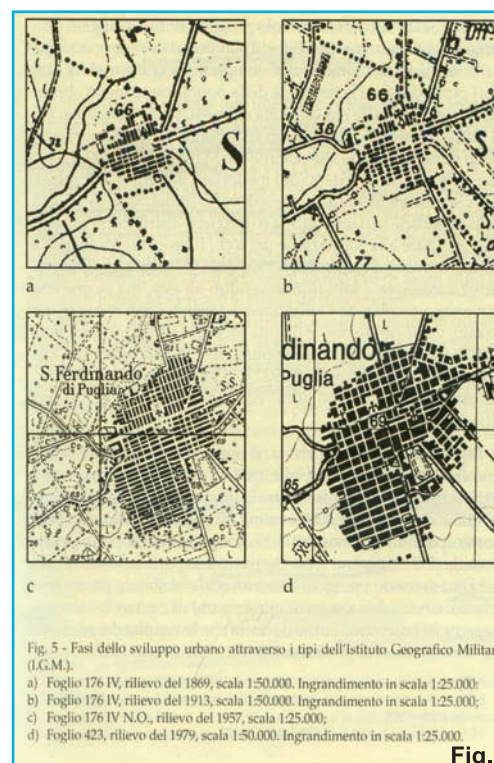 66
38
S
a
66
38
S.
77
b
S. Ferdinando
di Puglia
S.S.
c
dinando
Puglia
69
65
d
Fig. 5 - Fasi dello sviluppo urbano attraverso i tipi dell'Istituto Geografico Militar
(I.G.M.).
a) Foglio 176 IV, rilievo del 1869, scala 1:50.000. Ingrandimento in scala 1:25.000:
b) Foglio 176 IV, rilievo del 1913, scala 1:50.000. Ingrandimento in scala 1:25.000;
c) Foglio 176 IV N.O., rilievo del 1957, scala 1:25.000;
d) Foglio 423, rilievo del 1979, scala 1:50.000. Ingrandimento in scala 1:25.000.
Fig.